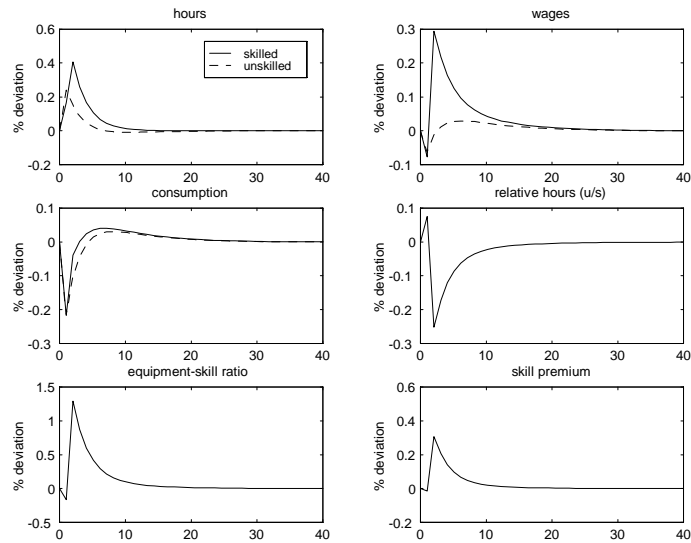 hours
wages
0.6
0.4
0.2
0
-0.2
% deviation
skilled
unskilled
0 10 20 30 40
0.3
0.2
0.1
0
-0.1
% deviation
0 10 20 30 40
consumption
relative hours (u/s)
0.1
0
-0.1
-0.2
-0.3
% deviation
0 10 20 30 40
0.1
0
-0.1
-0.2
-0.3
% deviation
0 10 20 30 40
equipment-skill ratio
skill premium
1.5
1
0.5
0
-0.5
% deviation
0 10 20 30 40
0.6
0.4
0.2
0
0.2
% deviation
0 10 20 30 40